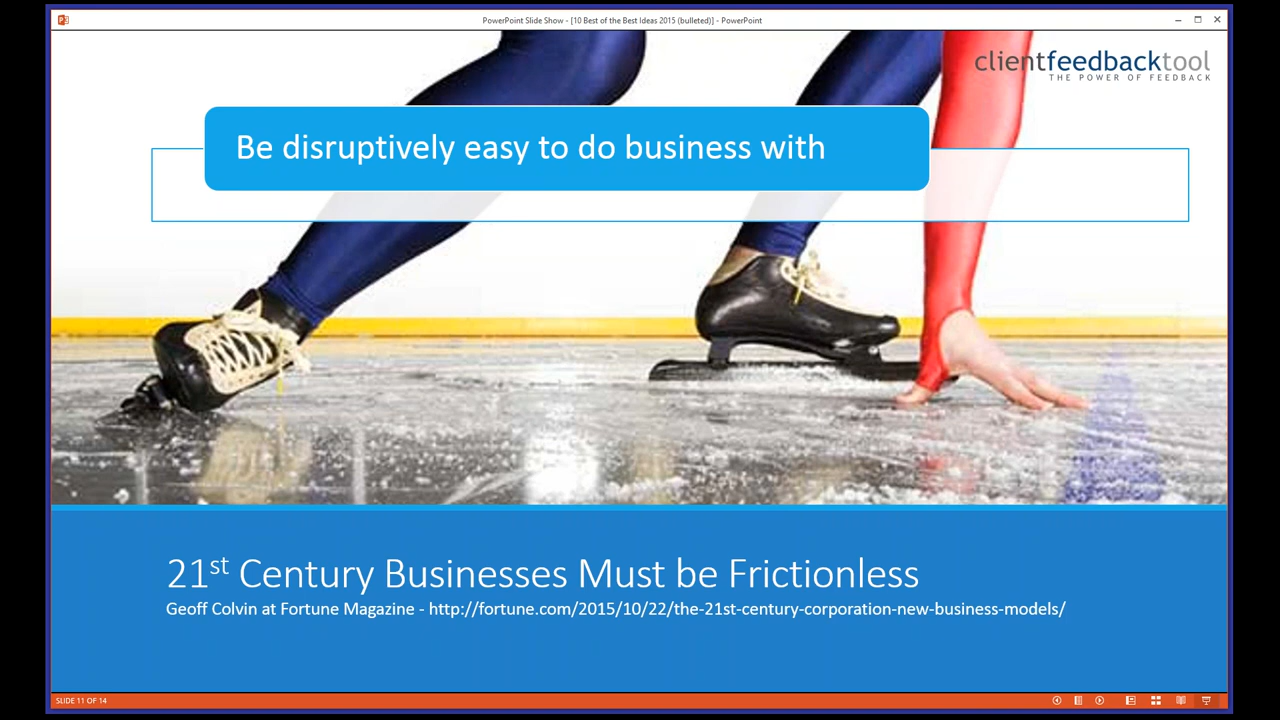 PowerPoint Slide Show - [10 Best of the Best Ideas 2015 (bulleted)] - PowerPoint
clientfeedbacktool
THE POWER OF FEEDBACK
Be disruptively easy to do business with
21st Century Businesses Must be Frictionless
Geoff Colvin at Fortune Magazine - http://fortune.com/2015/10/22/the-21st-century-corporation-new-business-models/
SLIDE 11 OF 14